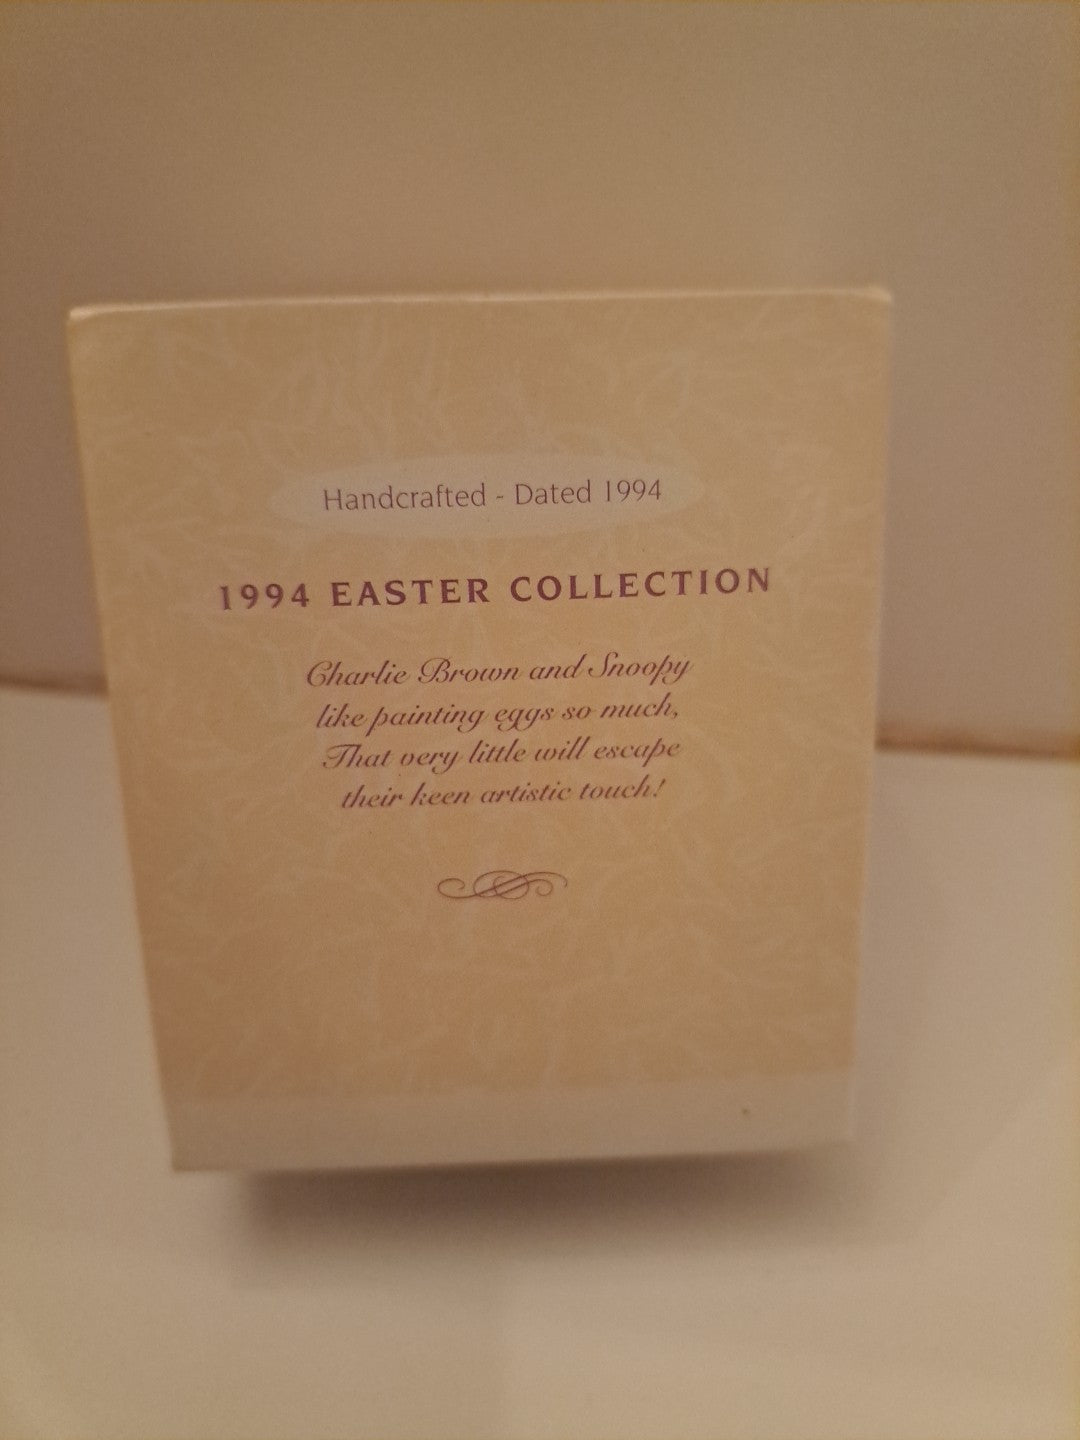 Handcrafted - Dated 1994
1994 EASTER COLLECTION
Charlie Brown and Snoopy
like painting eggs so much,
That very little will escape
their keen artistic touch!